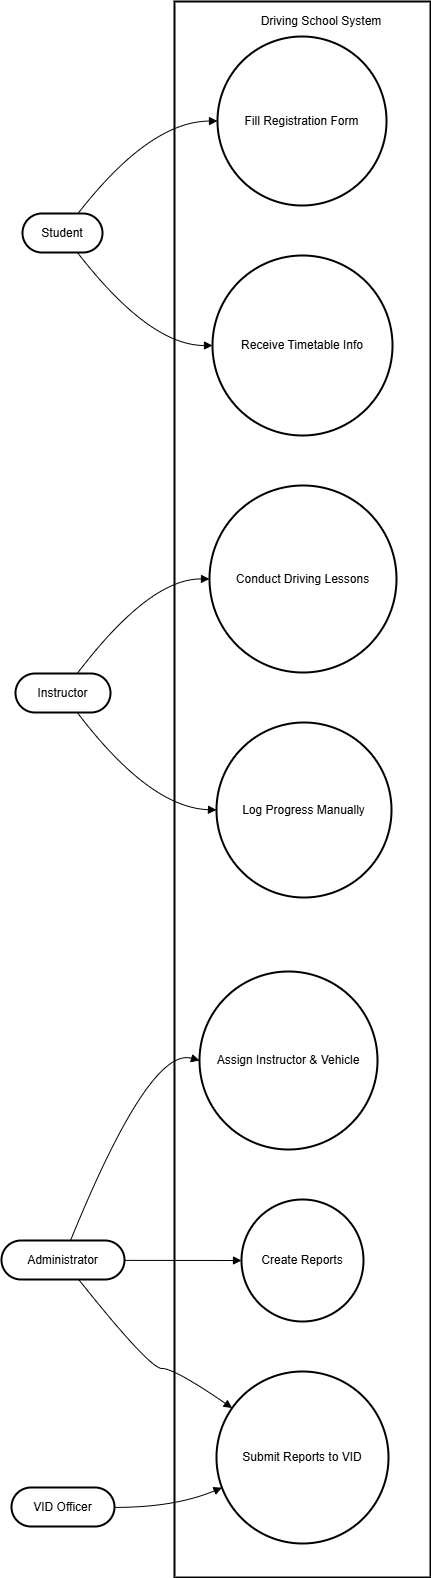 Driving School System
Fill Registration Form
Student
Receive Timetable Info
Conduct Driving Lessons
Instructor
Log Progress Manually
Assign Instructor & Vehicle
Administrator
Create Reports
Submit Reports to VID
VID Officer